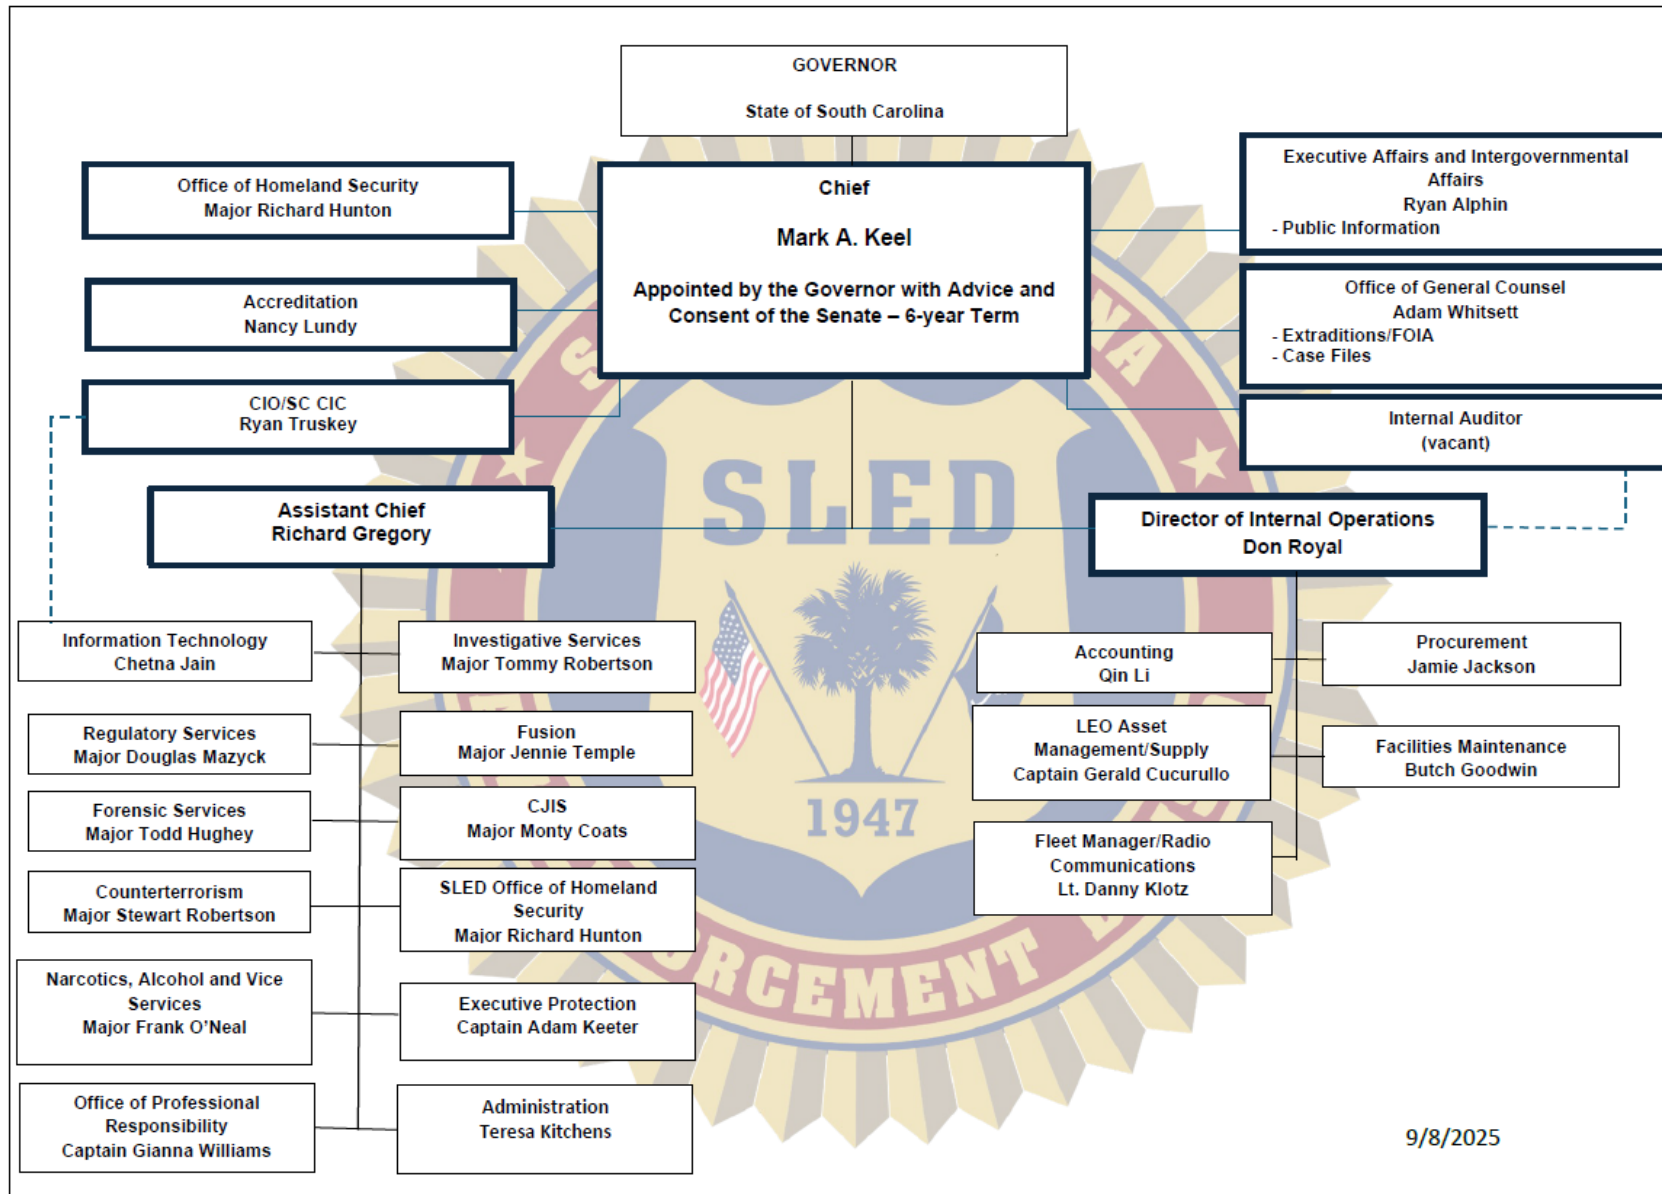 GOVERNOR
State of South Carolina
Office of Homeland Security
Major Richard Hunton
Chief
Mark A. Keel
Appointed by the Governor with Advice and
Consent of the Senate – 6-year Term
Executive Affairs and Intergovernmental
Affairs
Ryan Alphin
- Public Information
Accreditation
Nancy Lundy
Office of General Counsel
Adam Whitsett
- Extraditions/FOIA
- Case Files
CIO/SC CIC
Ryan Truskey
Internal Auditor
(vacant)
SLED
Assistant Chief
Richard Gregory
Director of Internal Operations
Don Royal
Information Technology
Chetna Jain
Investigative Services
Major Tommy Robertson
Accounting
Qin Li
Procurement
Jamie Jackson
Regulatory Services
Major Douglas Mazyck
Fusion
Major Jennie Temple
LEO Asset
Management/Supply
Captain Gerald Cucurullo
Facilities Maintenance
Butch Goodwin
Forensic Services
Major Todd Hughey
CJIS
Major Monty Coats
1947
Fleet Manager/Radio
Communications
Lt. Danny Klotz
Counterterrorism
Major Stewart Robertson
SLED Office of Homeland
Security
Major Richard Hunton
Narcotics, Alcohol and Vice
Services
Major Frank O'Neal
Executive Protection
Captain Adam Keeter
Office of Professional
Responsibility
Captain Gianna Williams
Administration
Teresa Kitchens
9/8/2025